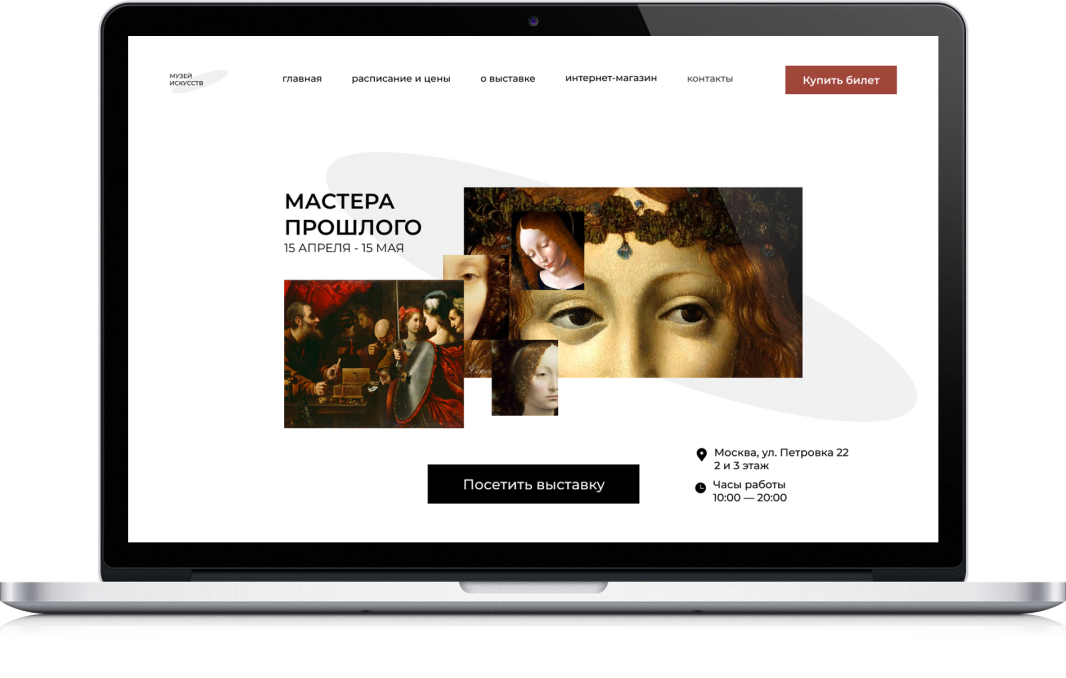 МУЗЕЙ
ИСКУССТВ
главная
расписание и цены
о выставке
интернет-магазин
контакты
Купить билет
МАСТЕРА
ПРОШЛОГО
15 АПРЕЛЯ - 15 МАЯ
Посетить выставку
Москва, ул. Петровка 22
2 и 3 этаж
Часы работы
10:00 — 20:00